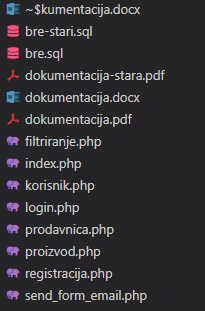 ~$kumentacija.docx
bre-stari.sql
bre.sql
dokumentacija-stara.pdf
dokumentacija.docx
dokumentacija.pdf
filtriranje.php
index.php
korisnik.php
login.php
prodavnica.php
proizvod.php
registracija.php
send_form_email.php